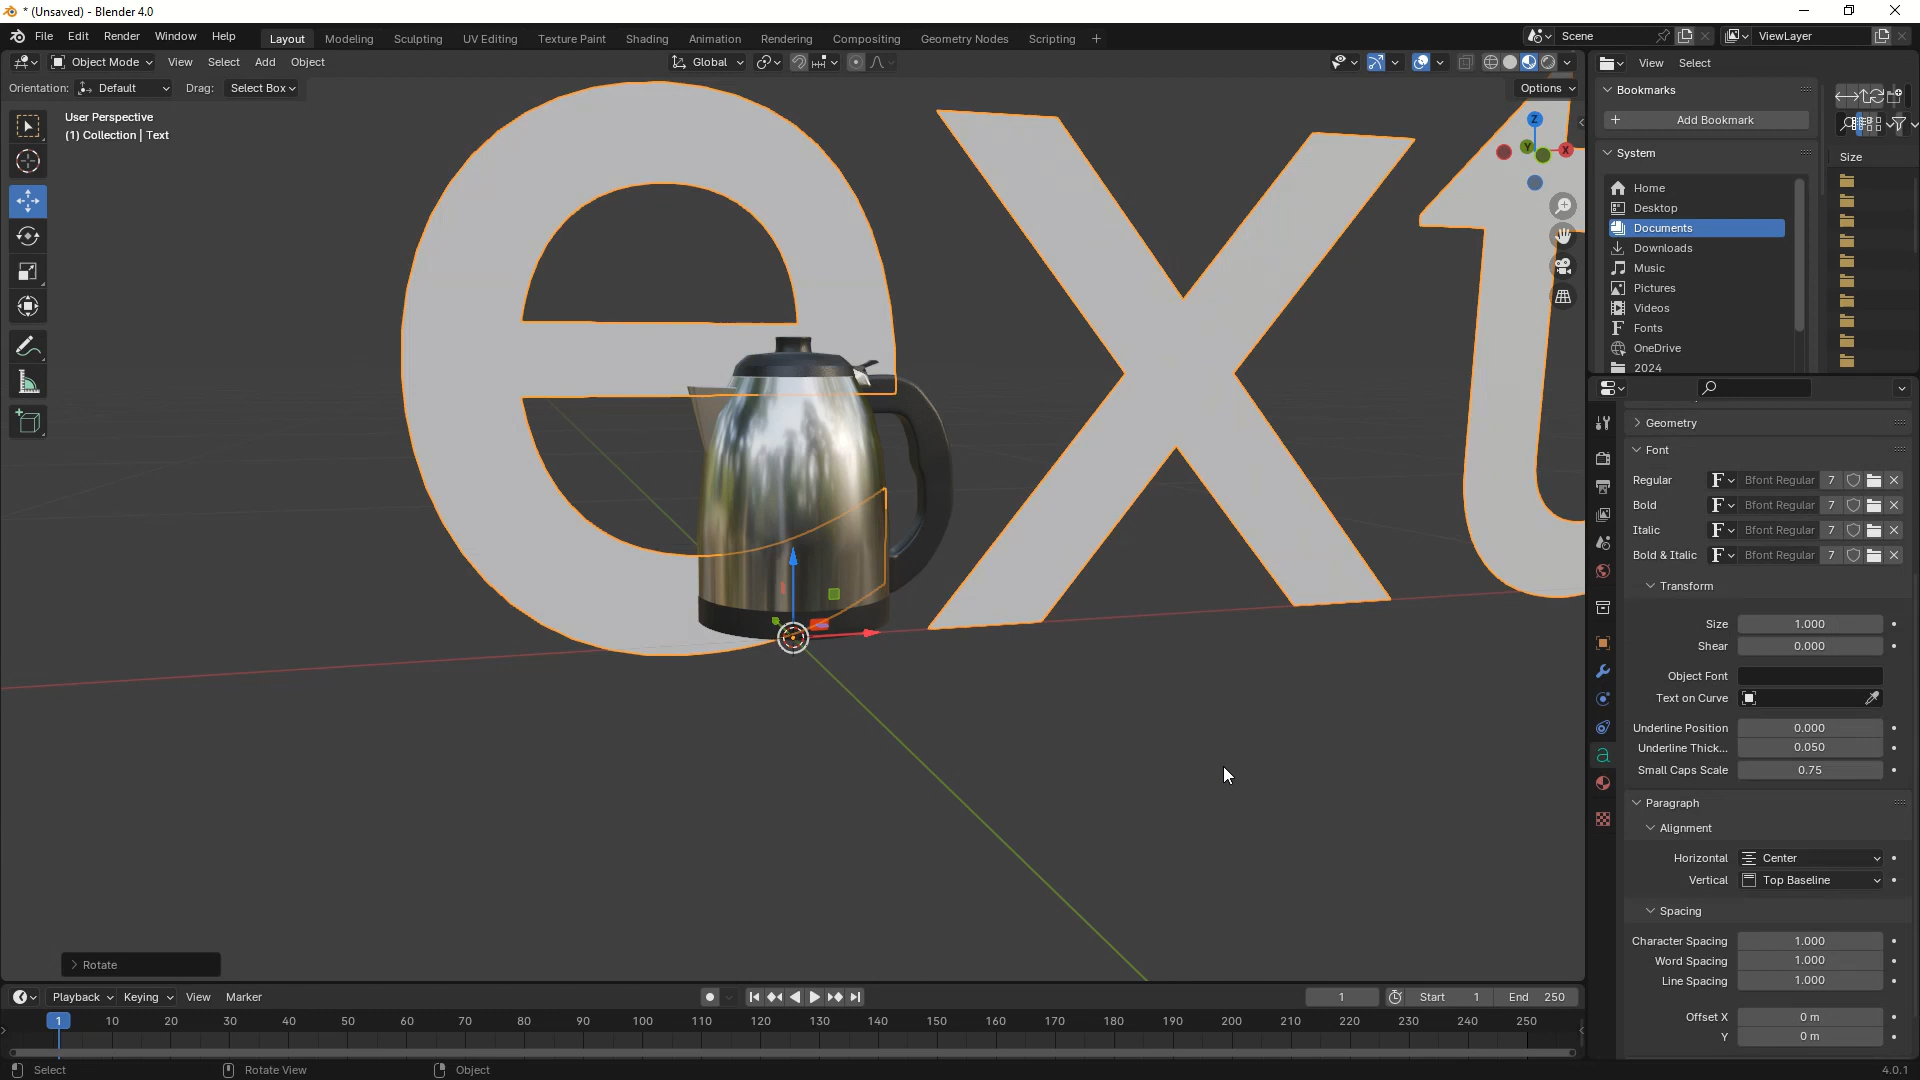 * (Unsaved) - Blender 4.0
File Edit Render Window Help Layout Modeling Sculpting UV Editing Texture Paint Shading Animation Rendering Compositing Geometry Nodes Scripting + Scene ViewLayer
Object Mode View Select Add Object Global View Select
Orientation: Default Drag: Select Box Options
Bookmarks
Add Bookmark
System
Size
Home
Desktop
Documents
Downloads
Music
Pictures
Videos
Fonts
OneDrive
2024
User Perspective
(1) Collection | Text
Z
Y
X
ext
Geometry
Font
Regular F Bfont Regular 7
Bold F Bfont Regular 7
Italic F Bfont Regular 7
Bold & Italic F Bfont Regular 7
Transform
Size 1.000
Shear 0.000
Object Font
Text on Curve
Underline Position 0.000
Underline Thick... 0.050
Small Caps Scale 0.75
Paragraph
Alignment
Horizontal Center
Vertical Top Baseline
Spacing
Character Spacing 1.000
Word Spacing 1.000
Line Spacing 1.000
Offset X 0 m
Y 0 m
Rotate
Playback Keying View Marker 1 Start 1 End 250
1 10 20 30 40 50 60 70 80 90 100 110 120 130 140 150 160 170 180 190 200 210 220 230 240 250
Select Rotate View Object 4.0.1